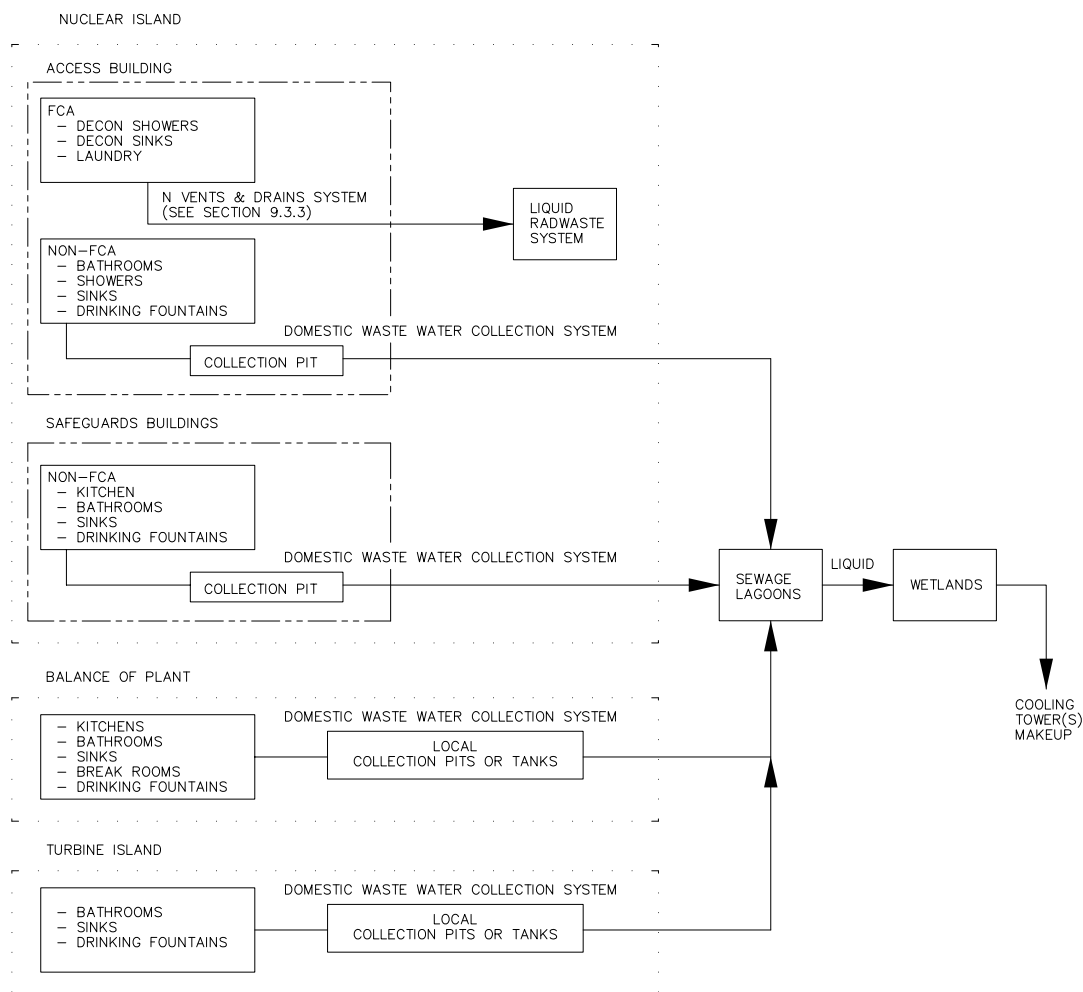 NUCLEAR ISLAND
ACCESS BUILDING
FCA
– DECON SHOWERS
– DECON SINKS
– LAUNDRY
N VENTS & DRAINS SYSTEM
(SEE SECTION 9.3.3)
LIQUID
RADWASTE
SYSTEM
NON–FCA
– BATHROOMS
– SHOWERS
– SINKS
– DRINKING FOUNTAINS
DOMESTIC WASTE WATER COLLECTION SYSTEM
COLLECTION PIT
SAFEGUARDS BUILDINGS
NON–FCA
– KITCHEN
– BATHROOMS
– SINKS
– DRINKING FOUNTAINS
DOMESTIC WASTE WATER COLLECTION SYSTEM
COLLECTION PIT
SEWAGE
LAGOONS
LIQUID
WETLANDS
COOLING
TOWER(S)
MAKEUP
BALANCE OF PLANT
– KITCHENS
– BATHROOMS
– SINKS
– BREAK ROOMS
– DRINKING FOUNTAINS
DOMESTIC WASTE WATER COLLECTION SYSTEM
LOCAL
COLLECTION PITS OR TANKS
TURBINE ISLAND
– BATHROOMS
– SINKS
– DRINKING FOUNTAINS
DOMESTIC WASTE WATER COLLECTION SYSTEM
LOCAL
COLLECTION PITS OR TANKS